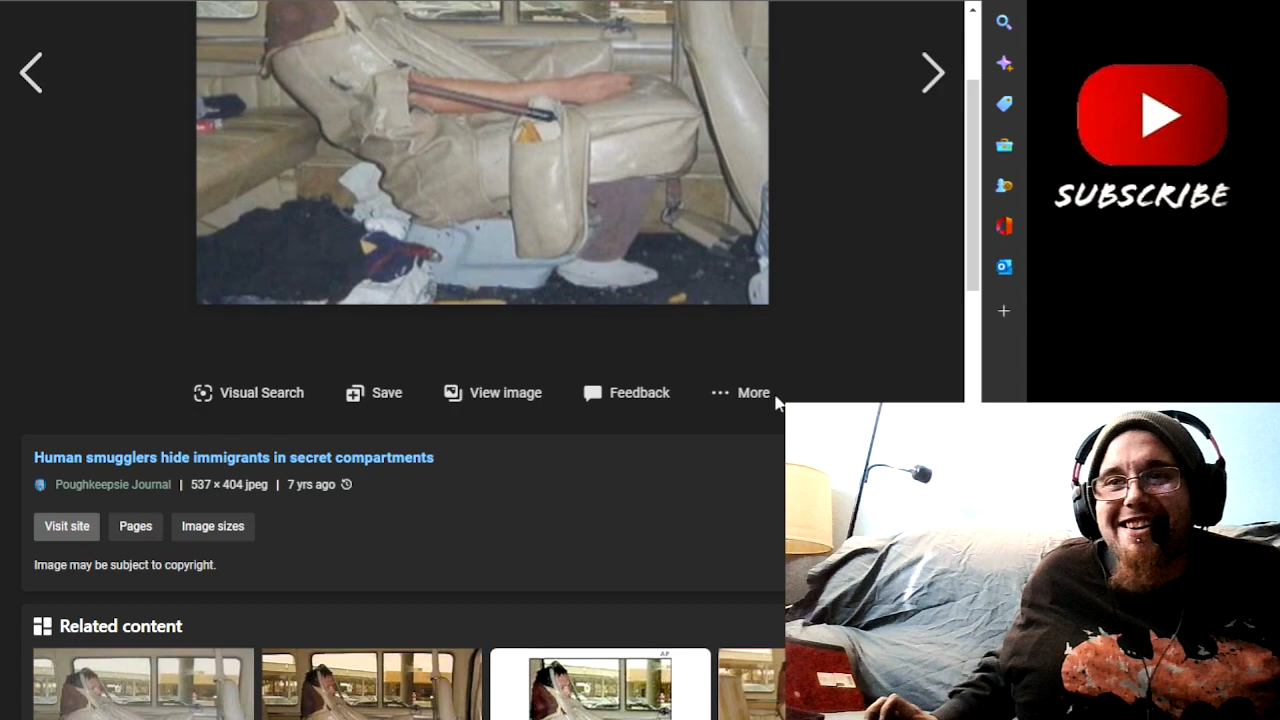 SUBSCRIBE
Visual Search Save View image Feedback More
Human smugglers hide immigrants in secret compartments
Poughkeepsie Journal | 537 × 404 jpeg | 7 yrs ago
Visit site Pages Image sizes
Image may be subject to copyright.
Related content
AP